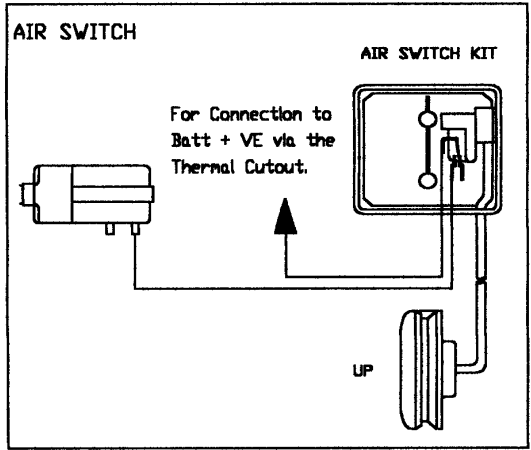 AIR SWITCH
AIR SWITCH KIT
For Connection to
Batt + VE via the
Thermal Cutout.
UP